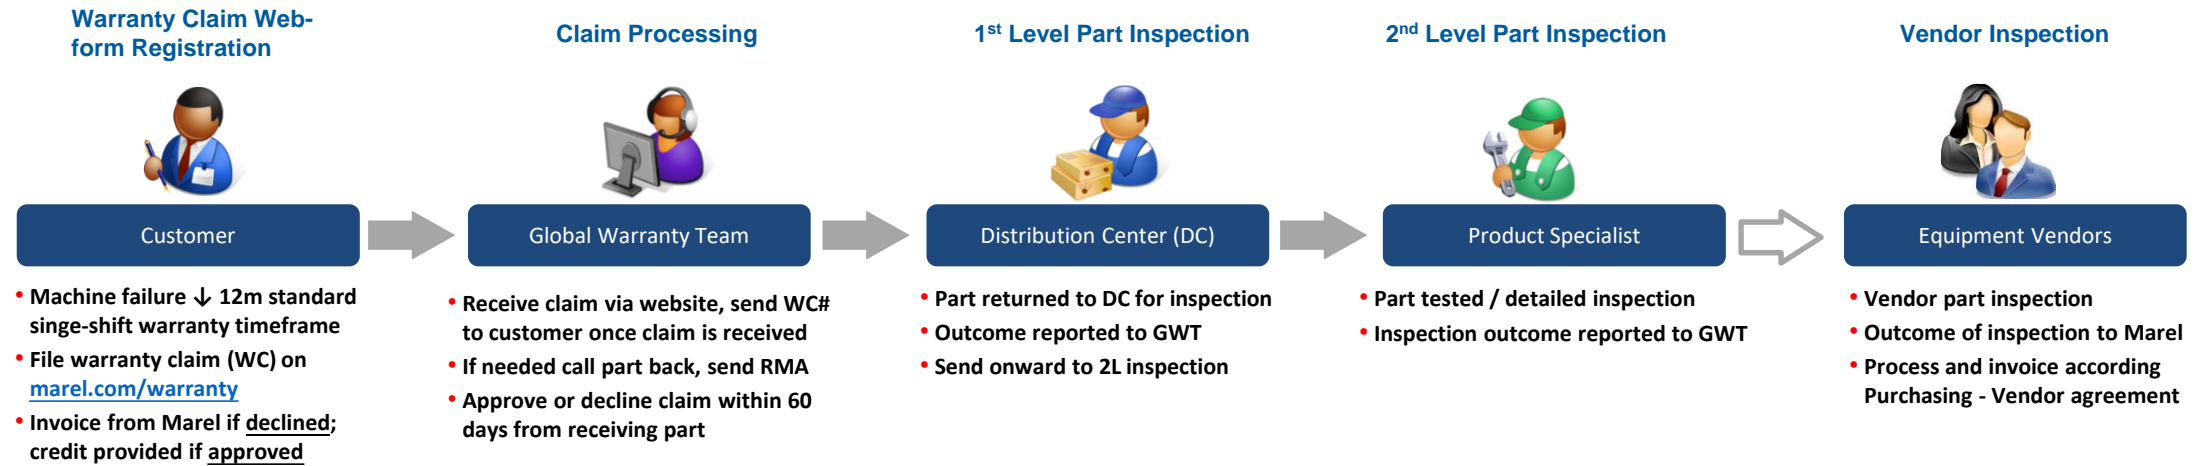 Warranty Claim Web-
form Registration
Claim Processing
1st Level Part Inspection
2nd Level Part Inspection
Vendor Inspection
Customer
Global Warranty Team
Distribution Center (DC)
Product Specialist
Equipment Vendors
• Machine failure ↓ 12m standard
singe-shift warranty timeframe
• File warranty claim (WC) on
marel.com/warranty
• Invoice from Marel if declined;
credit provided if approved
• Receive claim via website, send WC#
to customer once claim is received
• If needed call part back, send RMA
• Approve or decline claim within 60
days from receiving part
• Part returned to DC for inspection
• Outcome reported to GWT
• Send onward to 2L inspection
• Part tested / detailed inspection
• Inspection outcome reported to GWT
• Vendor part inspection
• Outcome of inspection to Marel
• Process and invoice according
Purchasing - Vendor agreement